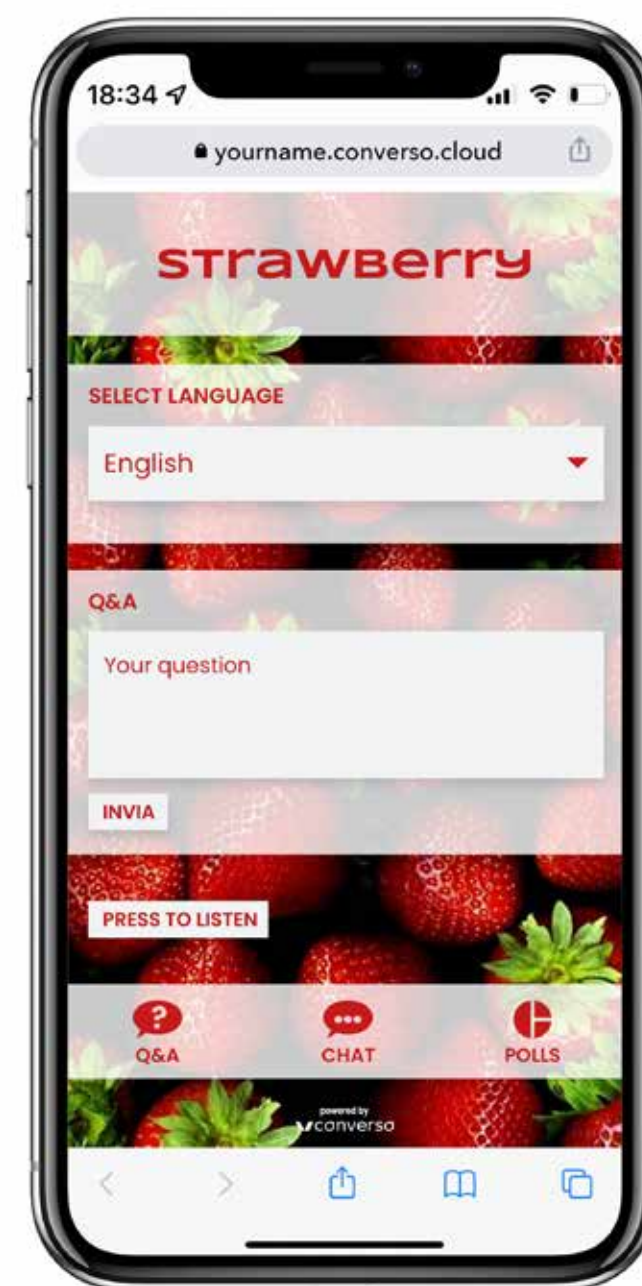 18:34
yourname.converso.cloud
strawberry
SELECT LANGUAGE
English
Q&A
Your question
INVIA
PRESS TO LISTEN
Q&A CHAT POLLS
powered by
converso